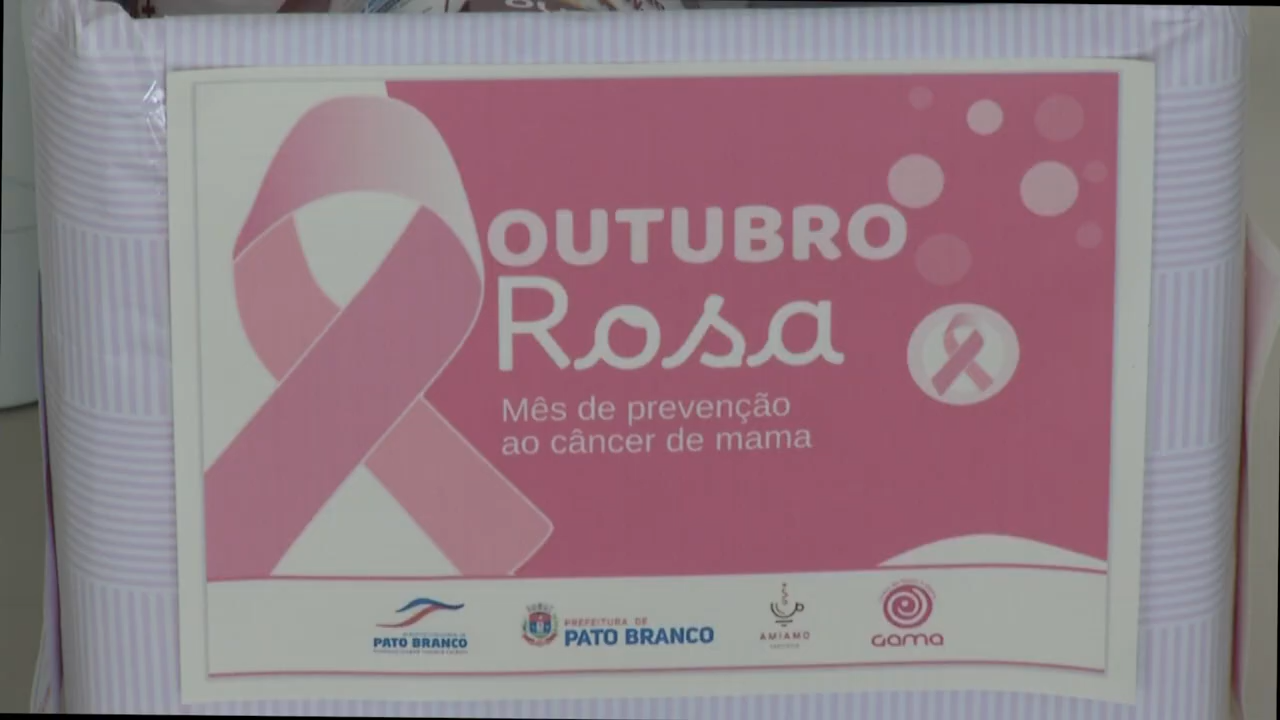 OUTUBRO
Rosa
Mês de prevenção
ao câncer de mama
PATO BRANCO
PREFEITURA DE
PATO BRANCO
AMIAMO
GAMA